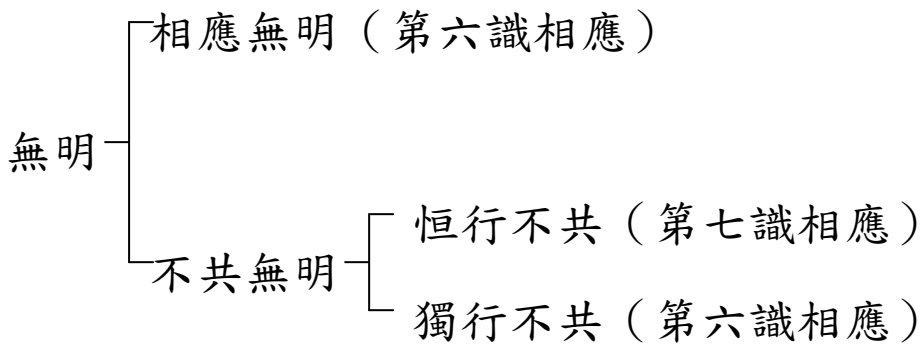 相應無明（第六識相應）
無明
恒行不共（第七識相應）
不共無明
獨行不共（第六識相應）